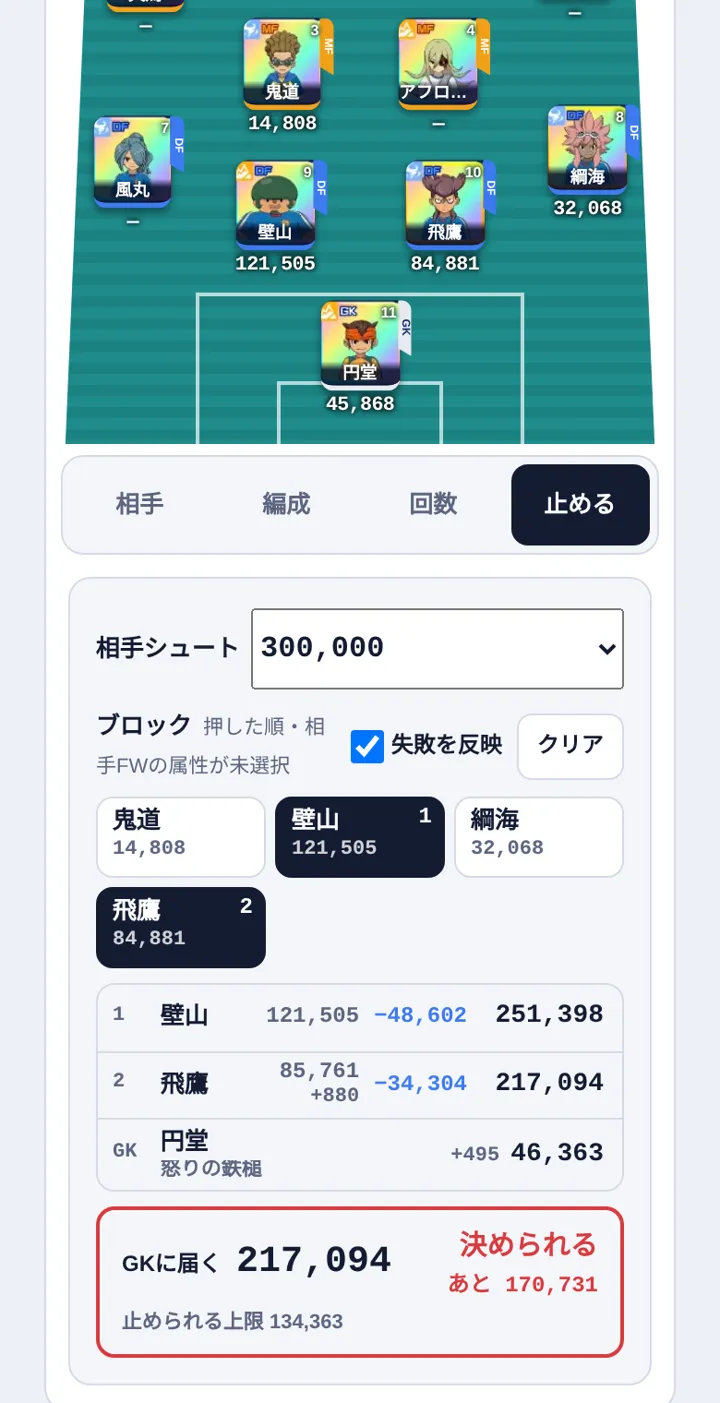 —
—
MF 3 MF
鬼道
14,808
MF 4 MF
アフロ…
—
DF 7 DF
風丸
—
DF 8 DF
綱海
32,068
DF 9 DF
壁山
121,505
DF 10 DF
飛鷹
84,881
GK 11 GK
円堂
45,868
相手 編成 回数 止める
相手シュート 300,000
ブロック 押した順・相
手FWの属性が未選択
失敗を反映 クリア
鬼道
14,808
壁山 1
121,505
綱海
32,068
飛鷹 2
84,881
1 壁山 121,505 −48,602 251,398
2 飛鷹 85,761 +880 −34,304 217,094
GK 円堂 +495 46,363
怒りの鉄槌
GKに届く 217,094
決められる
あと 170,731
止められる上限 134,363